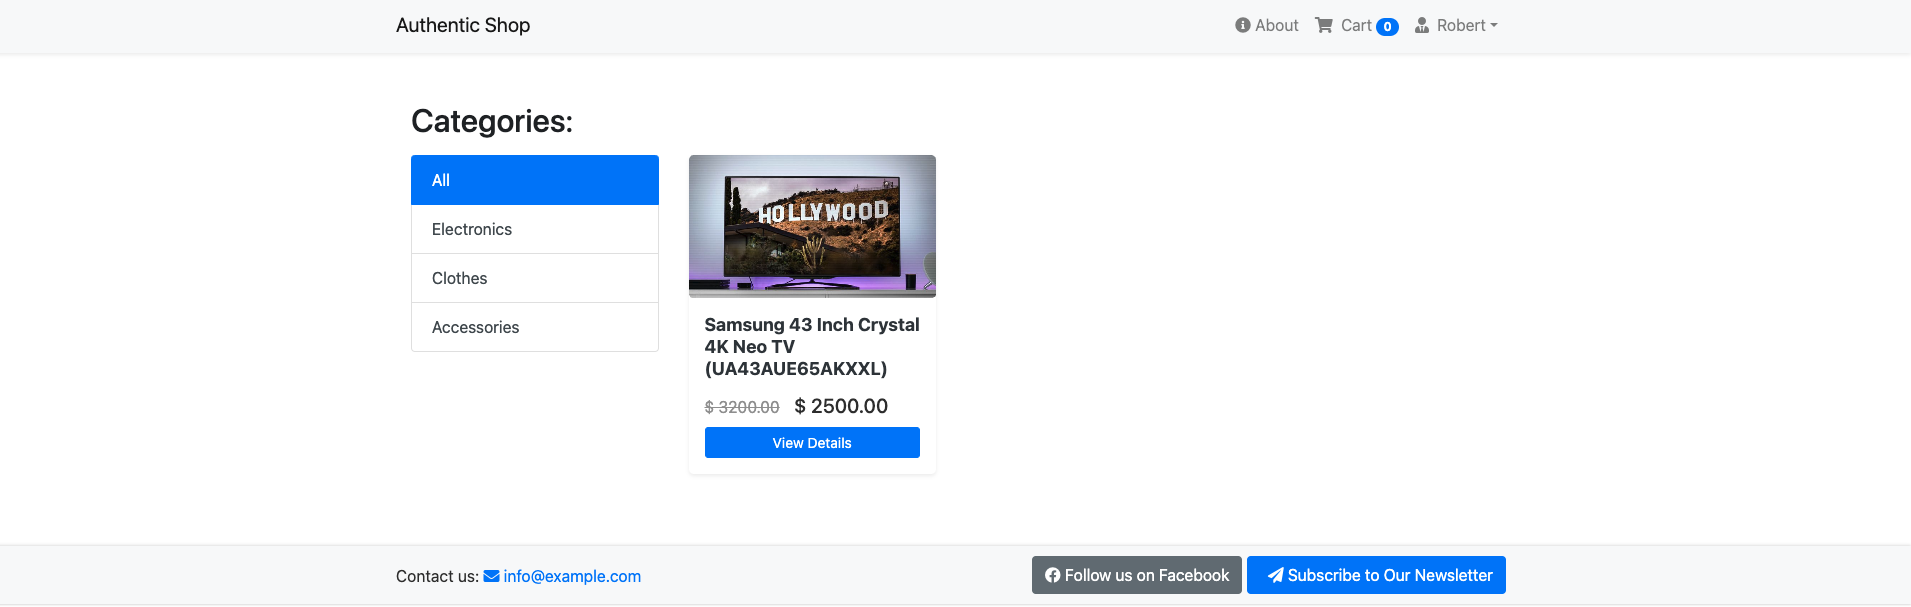 Authentic Shop
About
Cart 0
Robert
Categories:
All
Electronics
Clothes
Accessories
HOLLYWOOD
Samsung 43 Inch Crystal
4K Neo TV
(UA43AUE65AKXXL)
$ 3200.00 $ 2500.00
View Details
Contact us: info@example.com
Follow us on Facebook
Subscribe to Our Newsletter